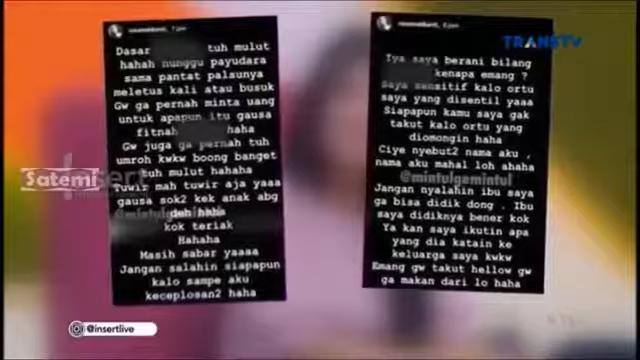 7 jam
Dasar tuh mulut
hahah nunggu payudara
sama pantat palsunya
meletus kali atau busuk
Gw ga pernah minta uang
untuk apapun itu gausa
fitnah haha
Gw juga ga pernah tuh
umroh kwkw boong banget
tuh mulut hahaha
Tuwir mah tuwir aja yaaa
gausa sok2 kek anak abg
@mintulgemintul
deh haha
kok teriak
Hahaha
Masih sabar yaaaa
Jangan salahin siapapun
kalo sampe aku
keceplosan2 haha
TRANSTV
Tya saya berani bilang
kenapa emang ?
Saya sensitif kalo ortu
saya yang disentil yaaa
Siapapun kamu saya gak
takut kalo ortu yang
diomongin haha
Ciye nyebut2 nama aku ,
nama aku mahal loh ahaha
@mintulgemintul
Jangan nyalahin ibu saya
ga bisa didik dong . Ibu
saya didiknya bener kok
Ya kan saya ikutin apa
yang dia katain ke
keluarga saya kwkw
Emang gw takut hellow gw
ga makan dari lo haha
Satemi
sert
@insertlive